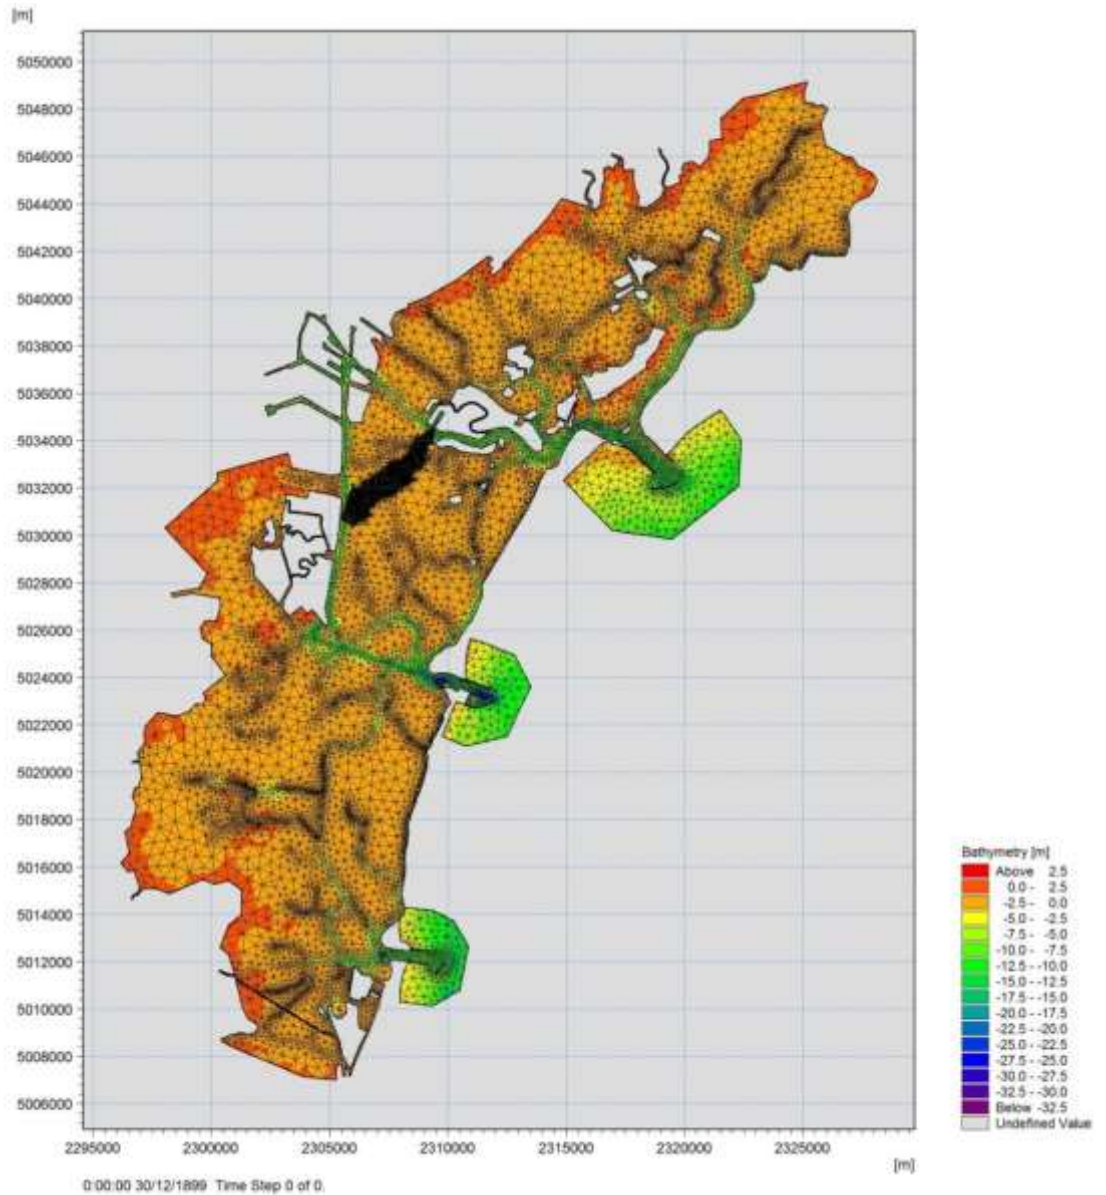 [m]
5050000
5048000
5046000
5044000
5042000
5040000
5038000
5036000
5034000
5032000
5030000
5028000
5026000
5024000
5022000
5020000
5018000
5016000
5014000
5012000
5010000
5008000
5006000
2295000 2300000 2305000 2310000 2315000 2320000 2325000
[m]
0:00:00 30/12/1899 Time Step 0 of 0.
Bathymetry [m]
Above 2.5
0.0 - 2.5
-2.5 - 0.0
-5.0 - -2.5
-7.5 - -5.0
-10.0 - -7.5
-12.5 - -10.0
-15.0 - -12.5
-17.5 - -15.0
-20.0 - -17.5
-22.5 - -20.0
-25.0 - -22.5
-27.5 - -25.0
-30.0 - -27.5
-32.5 - -30.0
Below -32.5
Undefined Value